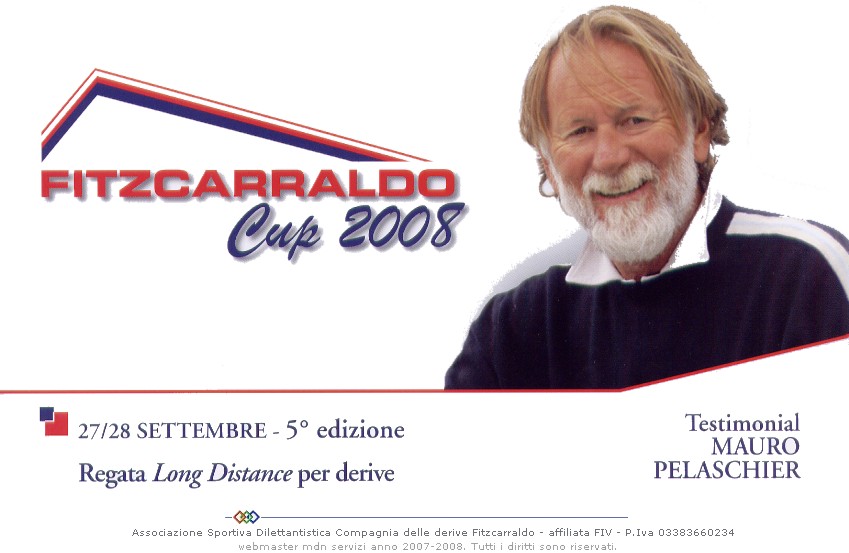 FITZCARRALDO
Cup 2008
27/28 SETTEMBRE - 5° edizione
Regata Long Distance per derive
Testimonial
MAURO
PELASCHIER
Associazione Sportiva Dilettantistica Compagnia delle derive Fitzcarraldo - affiliata FIV - P.Iva 03383660234
webmaster mdn servizi anno 2007-2008. Tutti i diritti sono riservati.